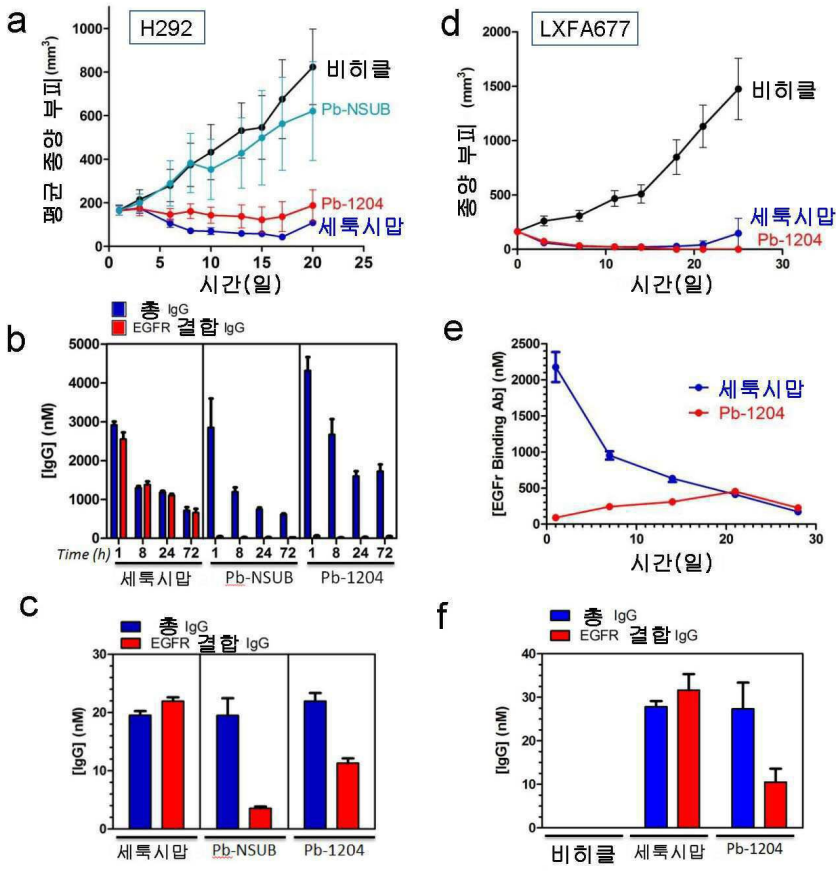 a
H292
평균 종양 부피 (mm³)
1000
800
600
400
200
0
0 5 10 15 20 25
시간(일)
비히클
Pb-NSUB
Pb-1204
세툭시맙
d
LXFA677
종양 부피 (mm³)
2000
1500
1000
500
0
0 10 20 30
시간(일)
비히클
세툭시맙
Pb-1204
b
총 IgG
EGFR 결합 IgG
[IgG] (nM)
5000
4000
3000
2000
1000
0
Time (h) 1 8 24 72 1 8 24 72 1 8 24 72
세툭시맙 Pb-NSUB Pb-1204
e
[EGFr Binding Ab] (nM)
2500
2000
1500
1000
500
0
0 10 20 30
시간(일)
세툭시맙
Pb-1204
c
총 IgG
EGFR 결합 IgG
[IgG] (nM)
30
20
10
0
세툭시맙 Pb-NSUB Pb-1204
f
총 IgG
EGFR 결합 IgG
[IgG] (nM)
40
30
20
10
0
비히클 세툭시맙 Pb-1204